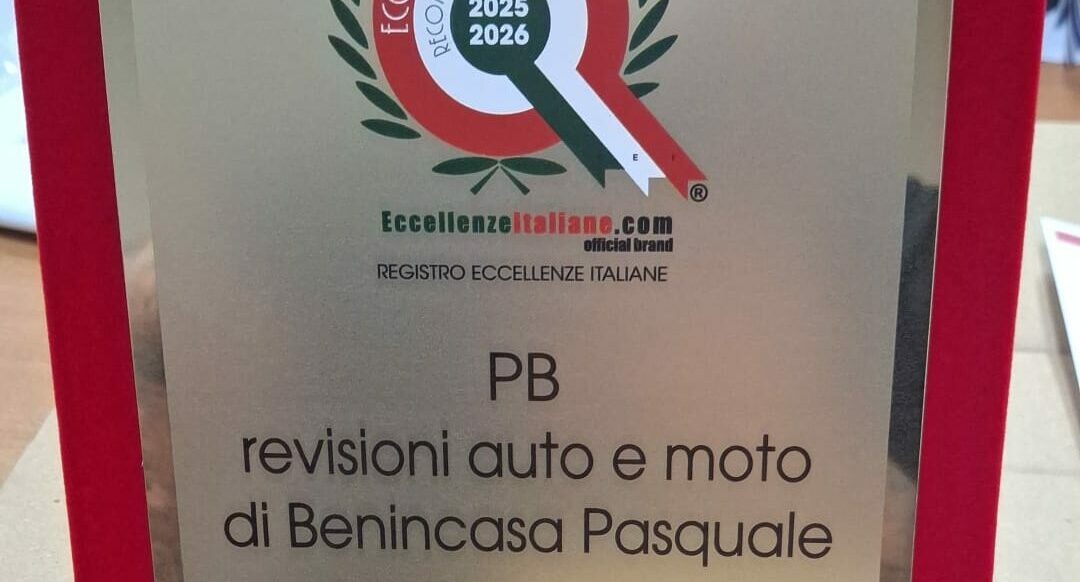 2025
2026
®
Eccellenzeitaliane.com
official brand
REGISTRO ECCELLENZE ITALIANE
PB
revisioni auto e moto
di Benincasa Pasquale